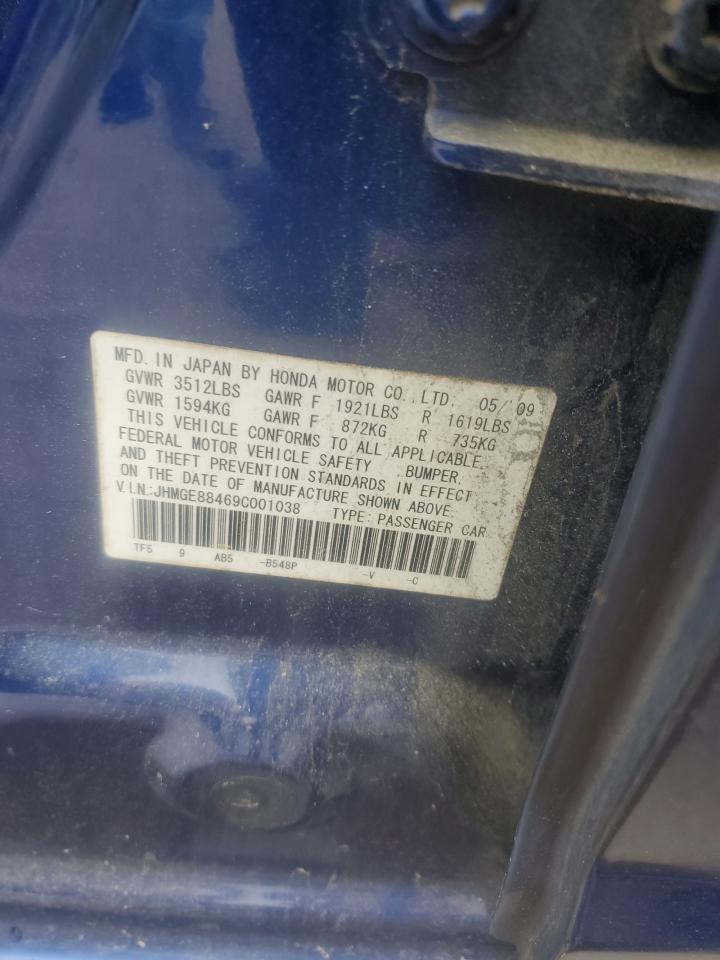 MFD. IN JAPAN BY HONDA MOTOR CO., LTD. 05/09
GVWR 3512LBS GAWR F 1921LBS R 1619LBS
GVWR 1594KG GAWR F 872KG R 735KG
THIS VEHICLE CONFORMS TO ALL APPLICABLE
FEDERAL MOTOR VEHICLE SAFETY, BUMPER,
AND THEFT PREVENTION STANDARDS IN EFFECT
ON THE DATE OF MANUFACTURE SHOWN ABOVE.
V.I.N.:JHMGE88469C001038 TYPE: PASSENGER CAR
TF5 9 AB5 -B548P -V -C